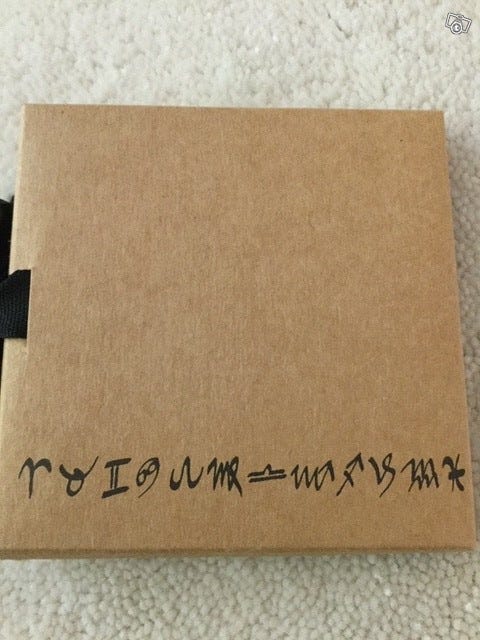 ♈ ♉ ♊ ♋ ♌ ♍ ♎ ♏ ♐ ♑ ♒ ♓